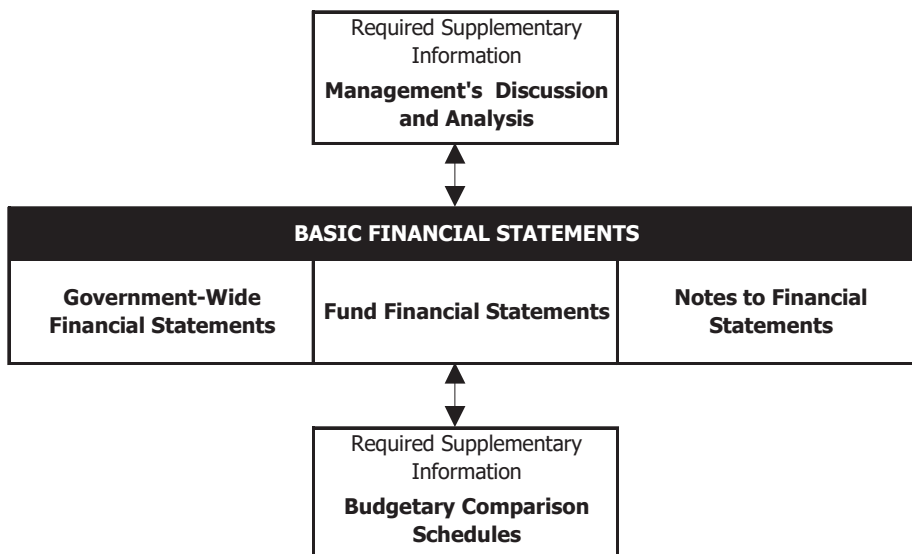 Required Supplementary
Information
Management's Discussion
and Analysis
BASIC FINANCIAL STATEMENTS
Government-Wide
Financial Statements
Fund Financial Statements
Notes to Financial
Statements
Required Supplementary
Information
Budgetary Comparison
Schedules